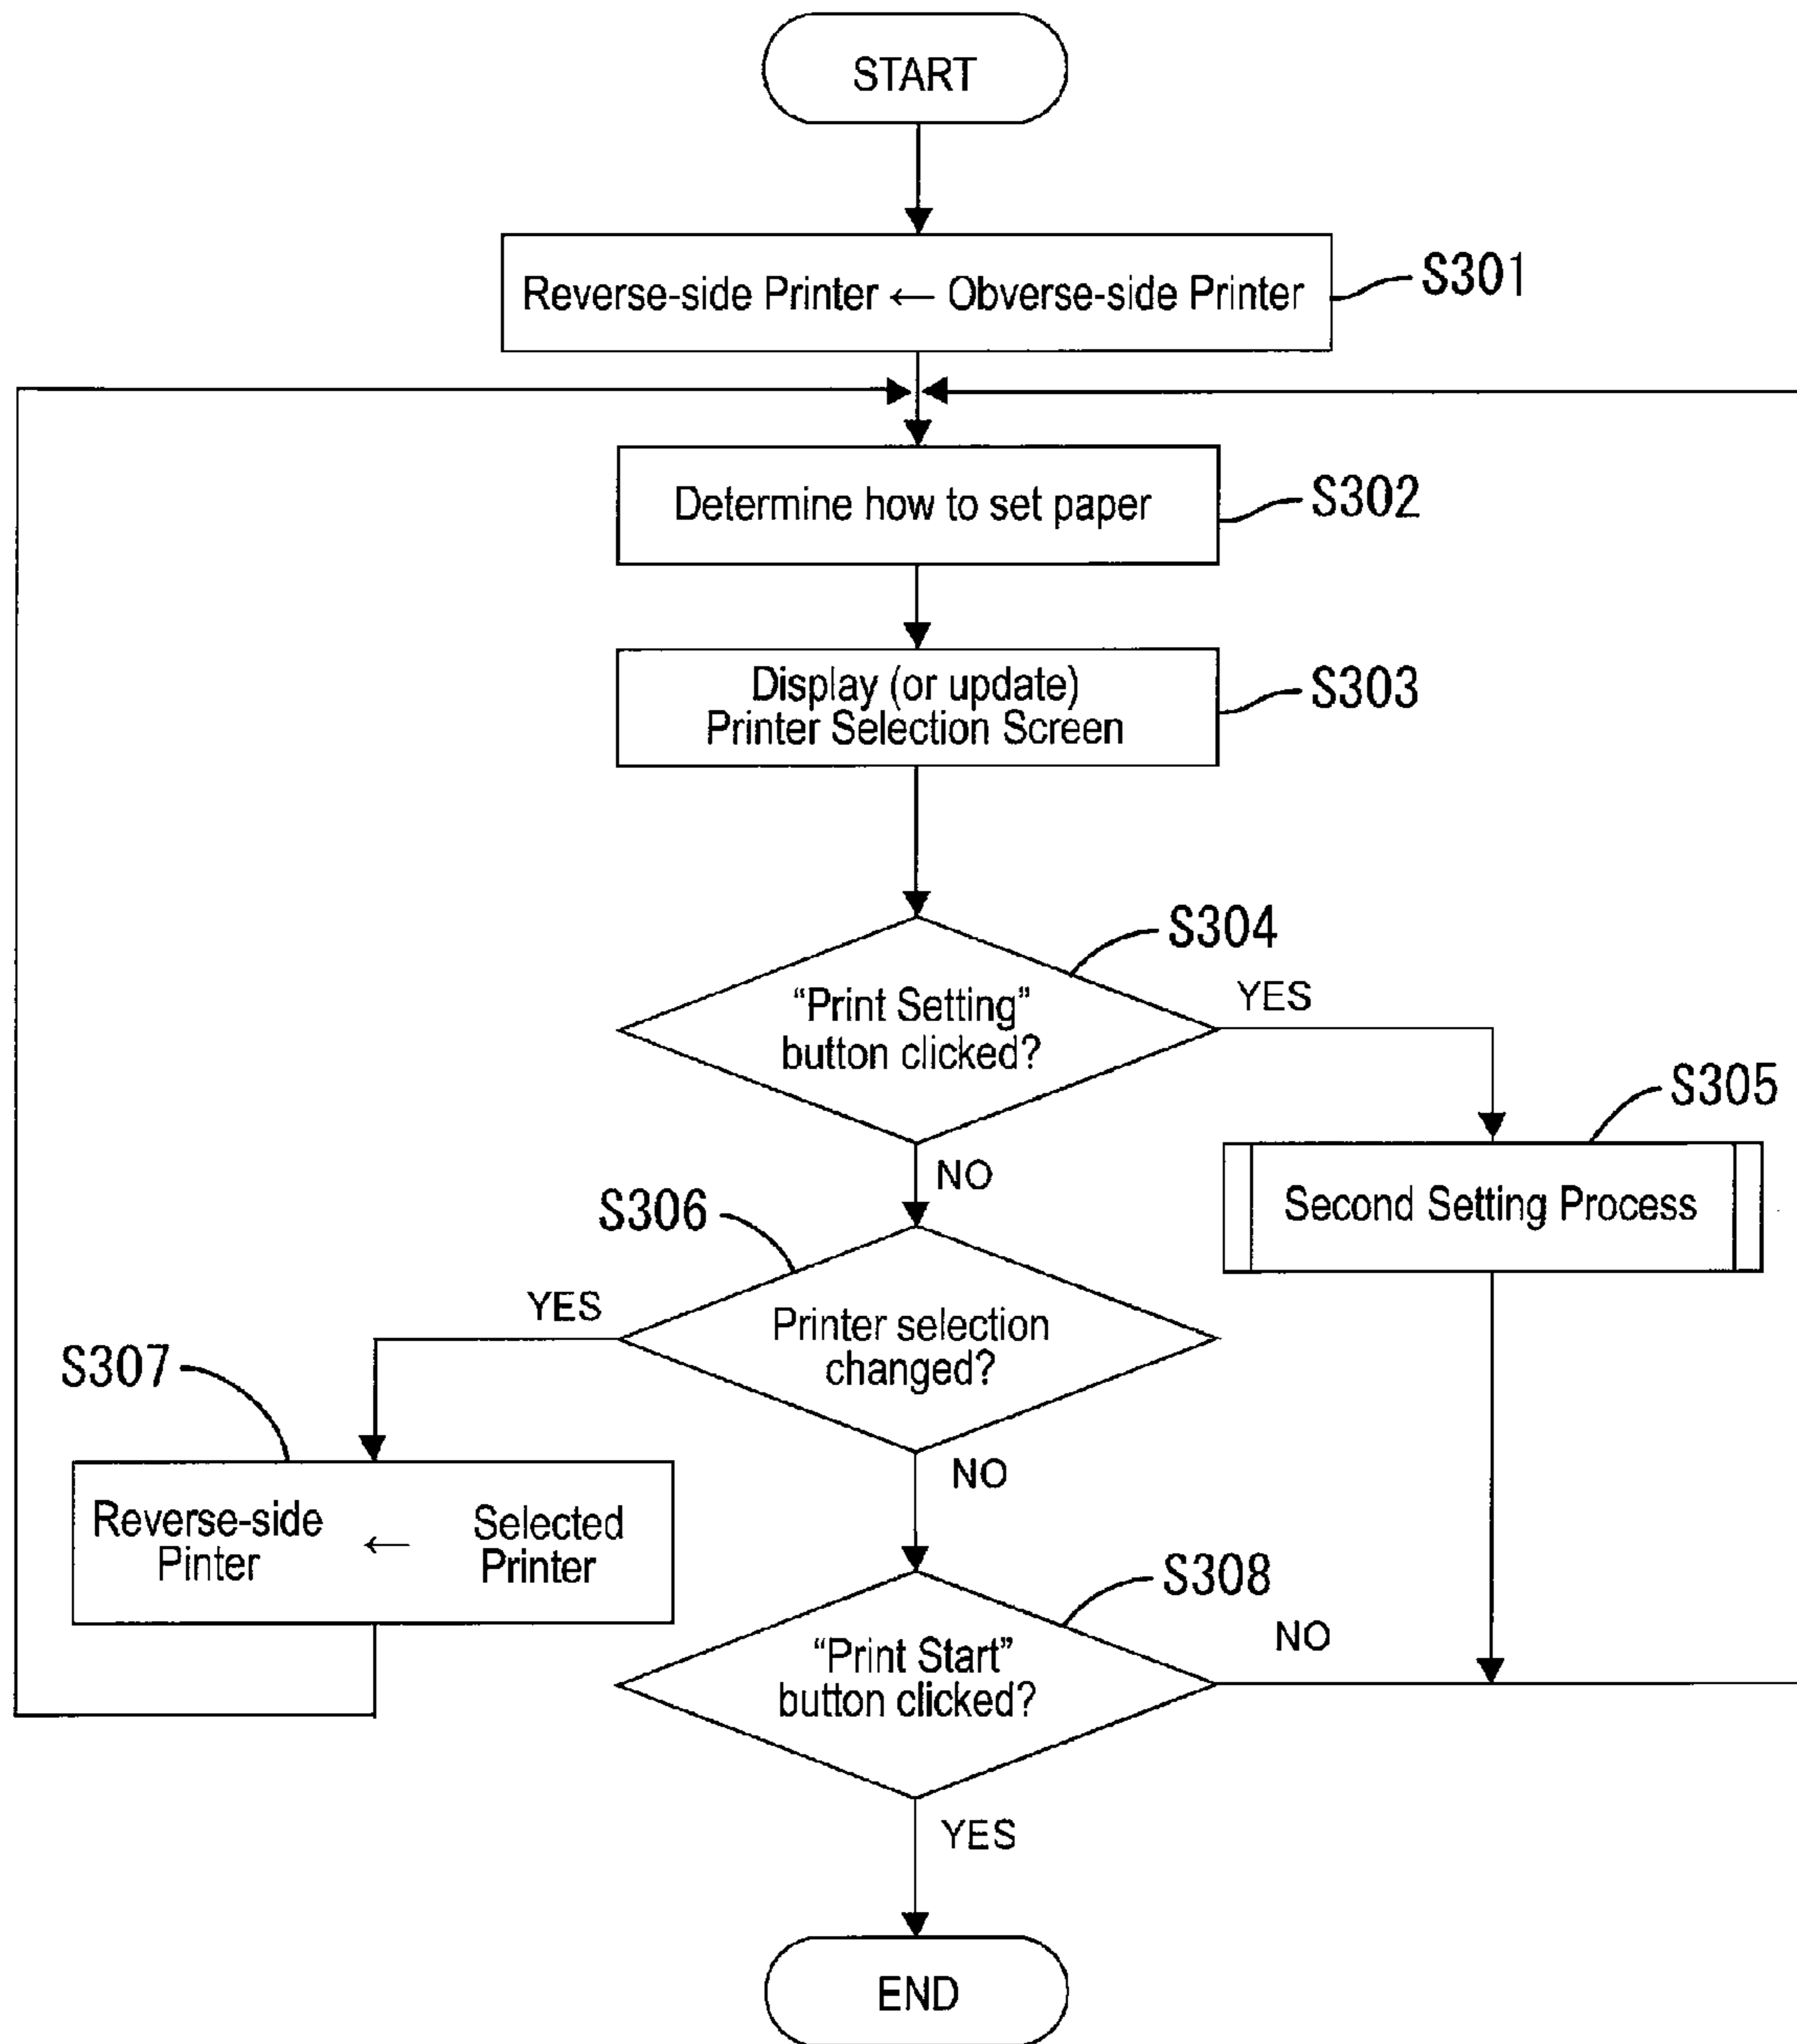 START
Reverse-side Printer ← Obverse-side Printer
S301
Determine how to set paper
S302
Display (or update)
Printer Selection Screen
S303
S304
“Print Setting”
button clicked?
YES
NO
S305
Second Setting Process
S306
Printer selection
changed?
YES
NO
S307
Reverse-side
Pinter
←
Selected
Printer
S308
“Print Start”
button clicked?
NO
YES
END